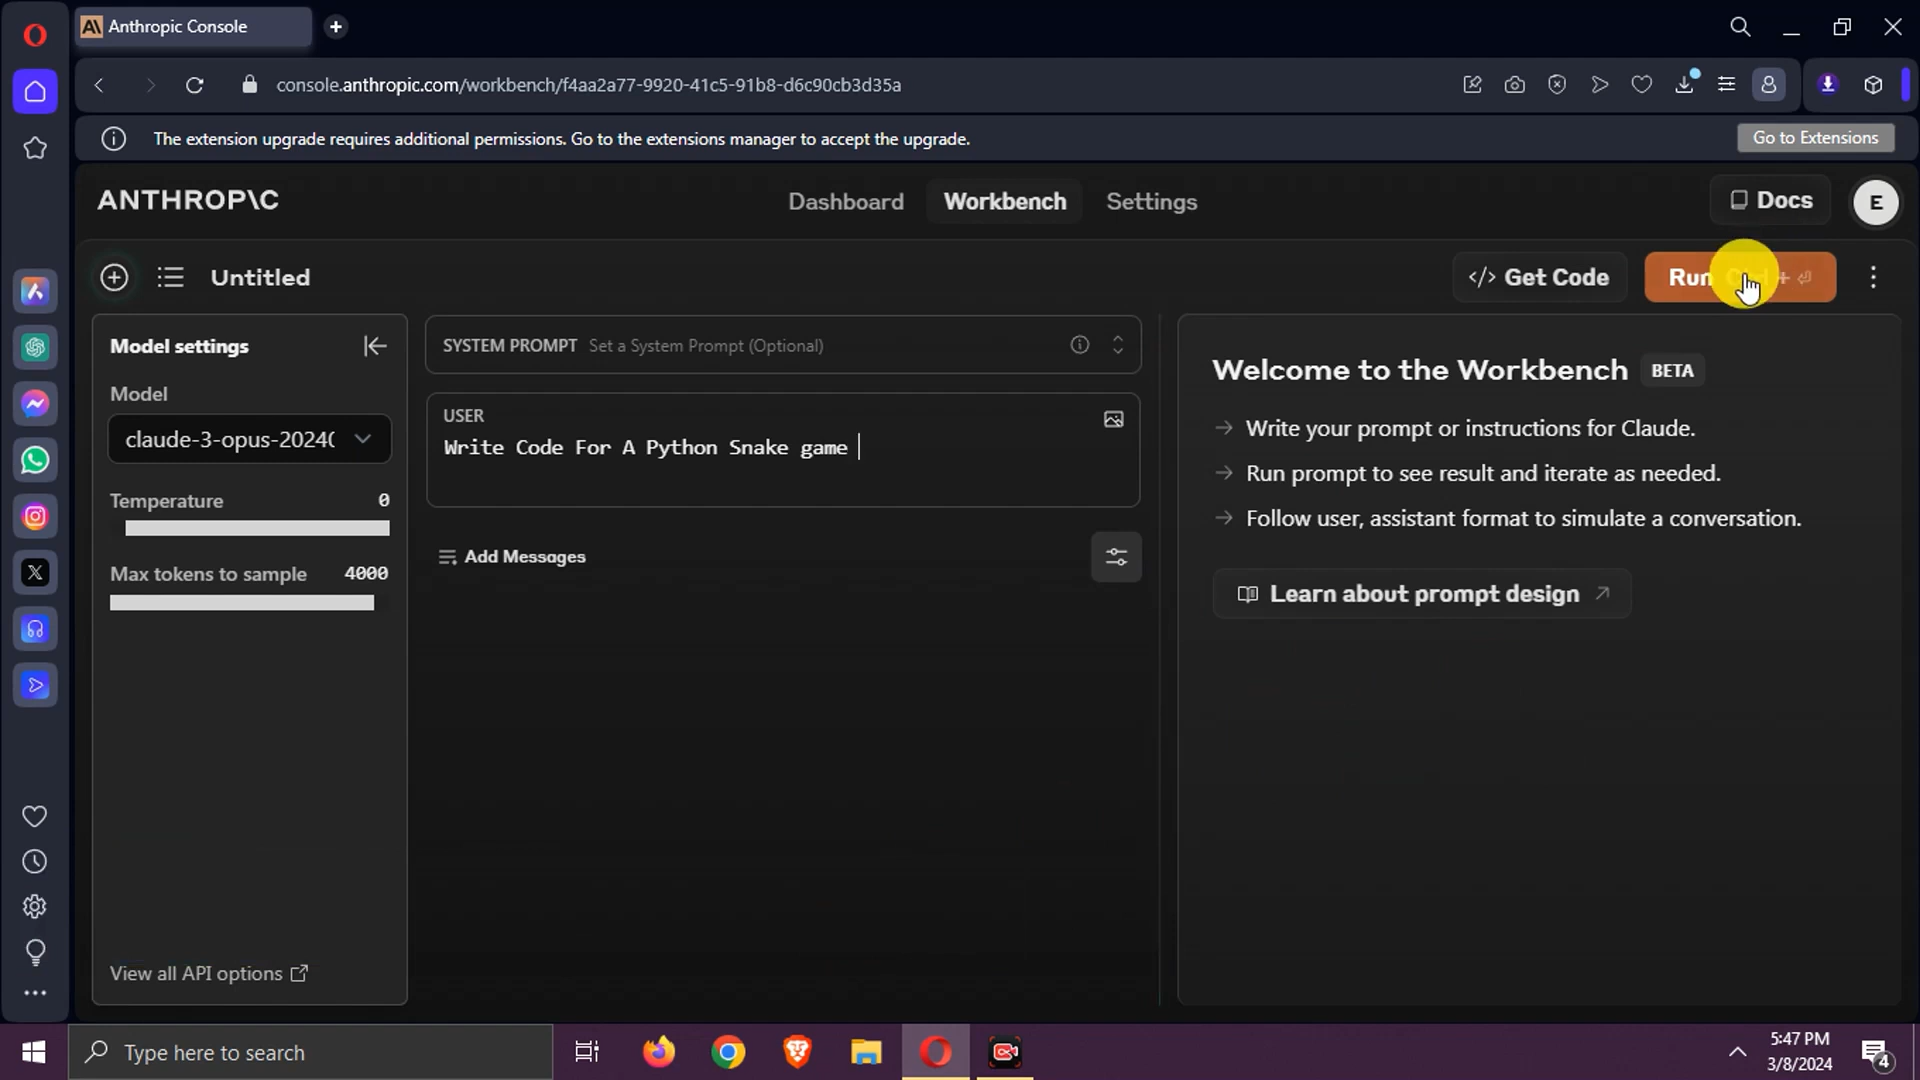 Anthropic Console
console.anthropic.com/workbench/f4aa2a77-9920-41c5-91b8-d6c90cb3d35a
The extension upgrade requires additional permissions. Go to the extensions manager to accept the upgrade.
Go to Extensions
ANTHROP\C
Dashboard
Workbench
Settings
Docs
E
Untitled
</> Get Code
Run
Model settings
Model
claude-3-opus-2024
Temperature 0
Max tokens to sample 4000
View all API options
SYSTEM PROMPT Set a System Prompt (Optional)
USER
Write Code For A Python Snake game
Add Messages
Welcome to the Workbench BETA
→ Write your prompt or instructions for Claude.
→ Run prompt to see result and iterate as needed.
→ Follow user, assistant format to simulate a conversation.
Learn about prompt design
Type here to search
5:47 PM
3/8/2024
4